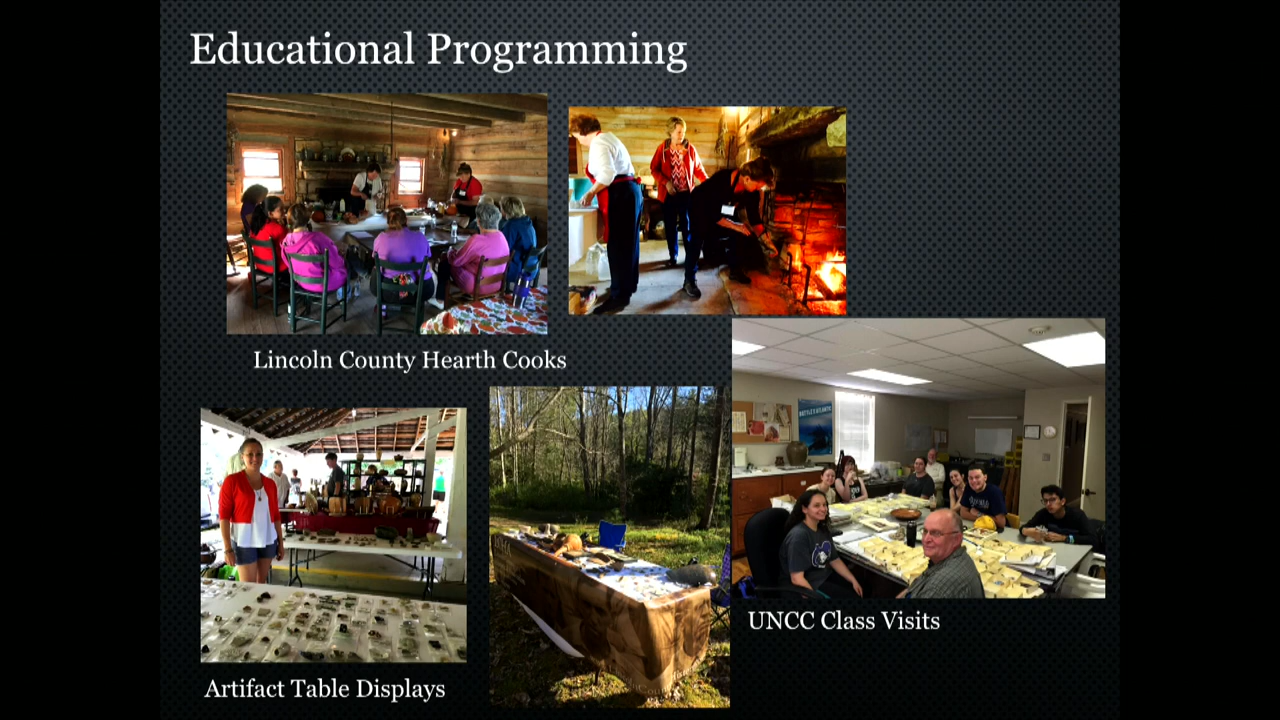 Educational Programming
Lincoln County Hearth Cooks
UNCC Class Visits
Artifact Table Displays